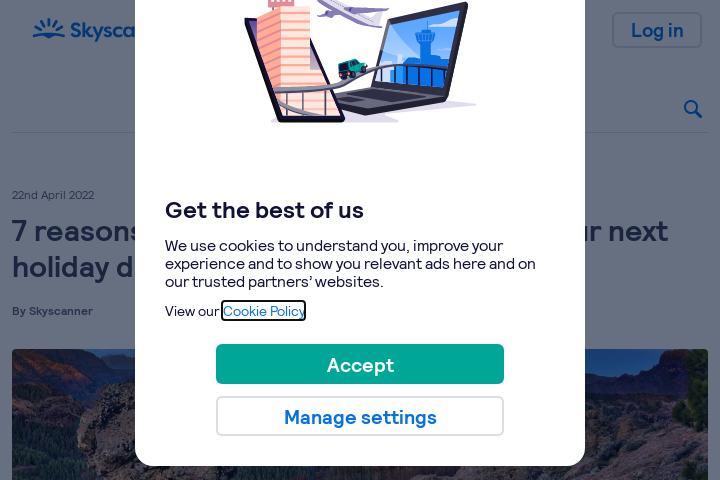 Skyscanner
Log in
22nd April 2022
7 reasons
ur next
holiday d
By Skyscanner
Get the best of us
We use cookies to understand you, improve your
experience and to show you relevant ads here and on
our trusted partners’ websites.
View our Cookie Policy
Accept
Manage settings